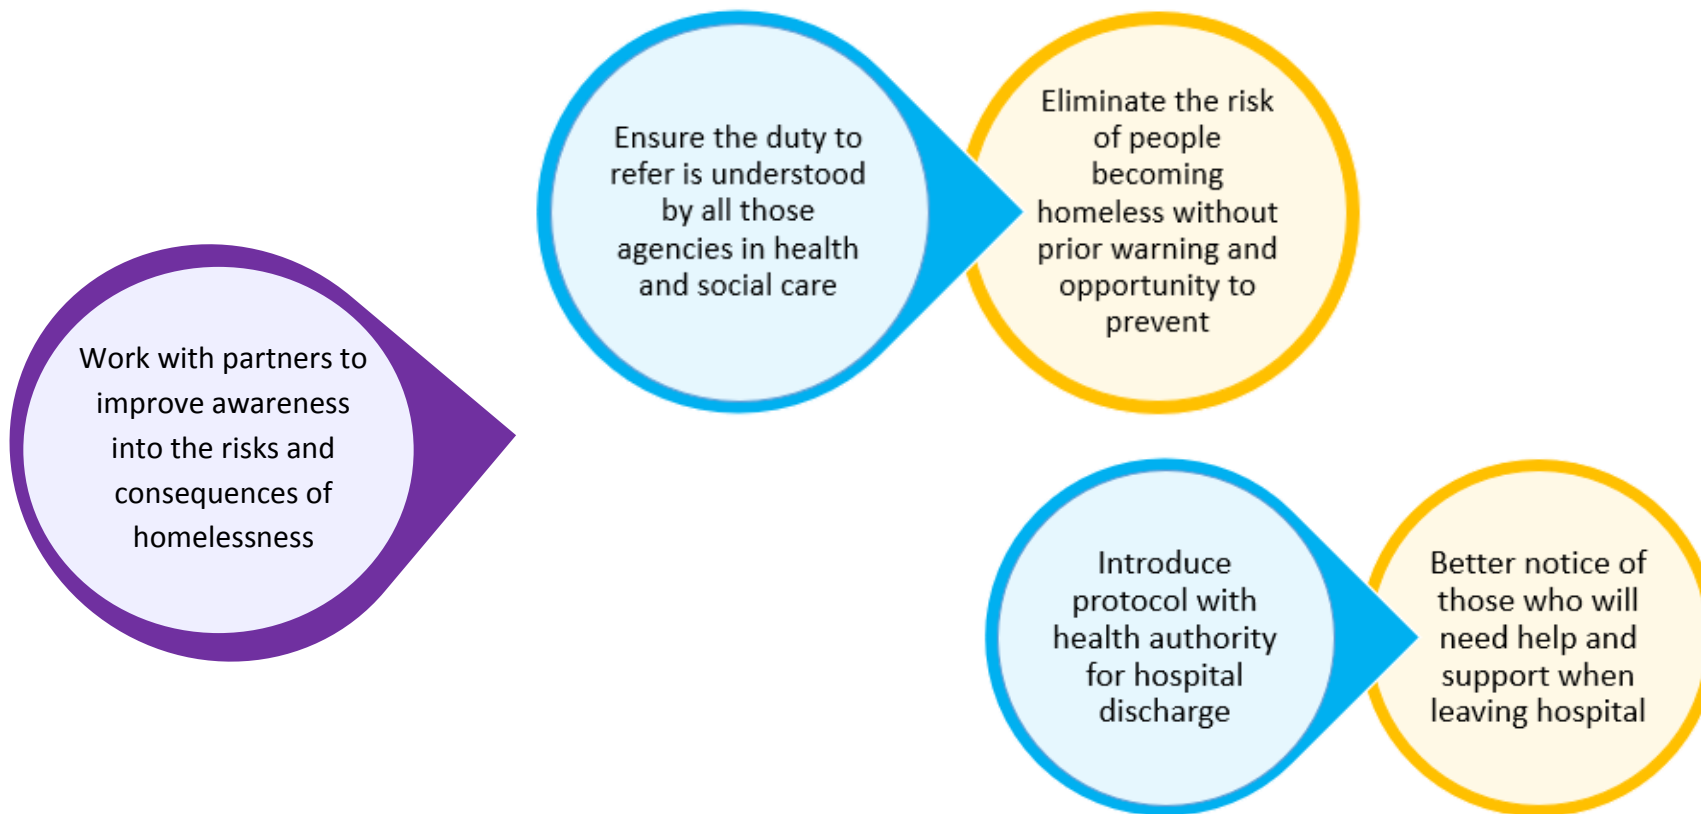 Work with partners to
improve awareness
into the risks and
consequences of
homelessness
Ensure the duty to
refer is understood
by all those
agencies in health
and social care
Eliminate the risk
of people
becoming
homeless without
prior warning and
opportunity to
prevent
Introduce
protocol with
health authority
for hospital
discharge
Better notice of
those who will
need help and
support when
leaving hospital